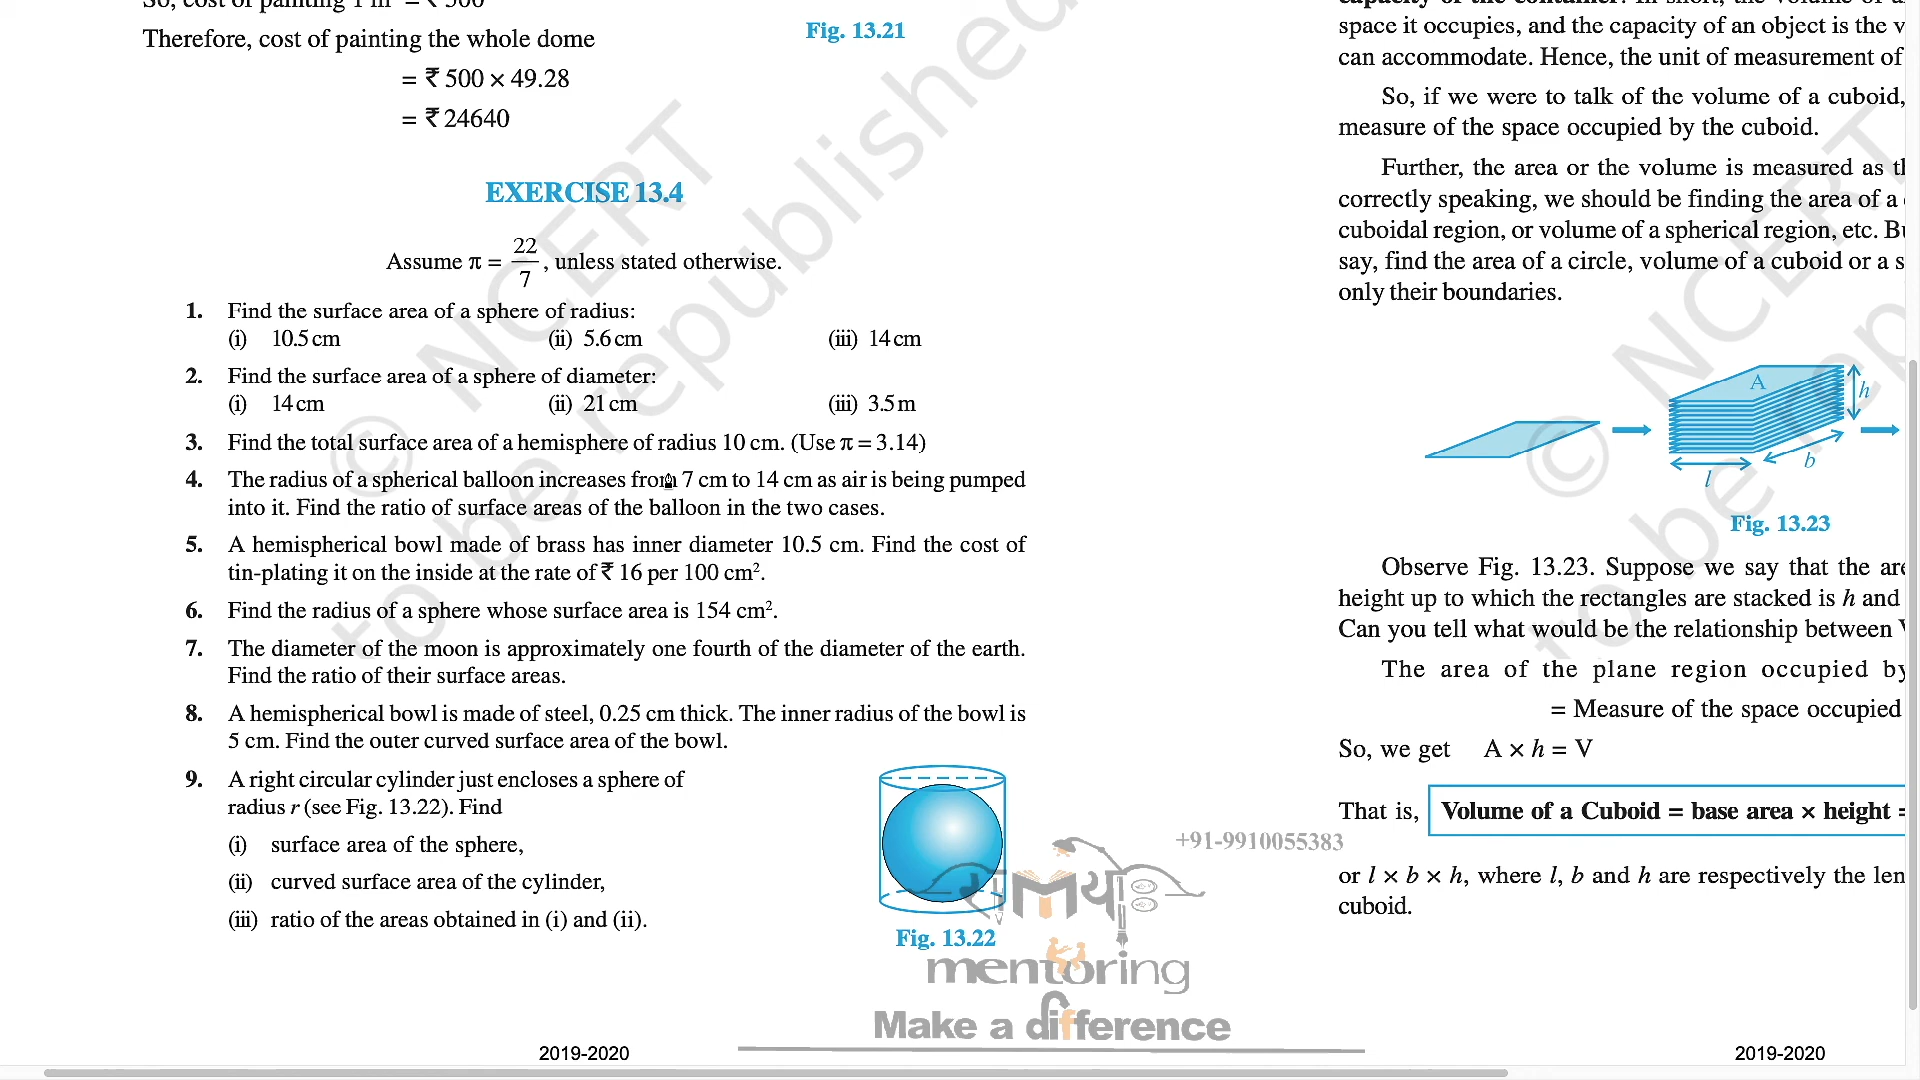 Therefore, cost of painting the whole dome
= ₹ 500 × 49.28
= ₹ 24640
Fig. 13.21
EXERCISE 13.4
Assume π = 22/7, unless stated otherwise.
1. Find the surface area of a sphere of radius:
(i) 10.5 cm (ii) 5.6 cm (iii) 14 cm
2. Find the surface area of a sphere of diameter:
(i) 14 cm (ii) 21 cm (iii) 3.5 m
3. Find the total surface area of a hemisphere of radius 10 cm. (Use π = 3.14)
4. The radius of a spherical balloon increases from 7 cm to 14 cm as air is being pumped
into it. Find the ratio of surface areas of the balloon in the two cases.
5. A hemispherical bowl made of brass has inner diameter 10.5 cm. Find the cost of
tin-plating it on the inside at the rate of ₹ 16 per 100 cm².
6. Find the radius of a sphere whose surface area is 154 cm².
7. The diameter of the moon is approximately one fourth of the diameter of the earth.
Find the ratio of their surface areas.
8. A hemispherical bowl is made of steel, 0.25 cm thick. The inner radius of the bowl is
5 cm. Find the outer curved surface area of the bowl.
9. A right circular cylinder just encloses a sphere of
radius r (see Fig. 13.22). Find
(i) surface area of the sphere,
(ii) curved surface area of the cylinder,
(iii) ratio of the areas obtained in (i) and (ii).
Fig. 13.22
2019-2020
© NCERT
to be republished
+91-9910055383
mentoring
Make a difference
space it occupies, and the capacity of an object is the
can accommodate. Hence, the unit of measurement of
So, if we were to talk of the volume of a cuboid,
measure of the space occupied by the cuboid.
Further, the area or the volume is measured as
correctly speaking, we should be finding the area of a
cuboidal region, or volume of a spherical region, etc.
say, find the area of a circle, volume of a cuboid or a
only their boundaries.
A
h
b
l
Fig. 13.23
Observe Fig. 13.23. Suppose we say that the
height up to which the rectangles are stacked is h and
Can you tell what would be the relationship between
The area of the plane region occupied by
= Measure of the space occupied
So, we get A × h = V
That is, Volume of a Cuboid = base area × height =
or l × b × h, where l, b and h are respectively the
cuboid.
© NCERT
to be
2019-2020